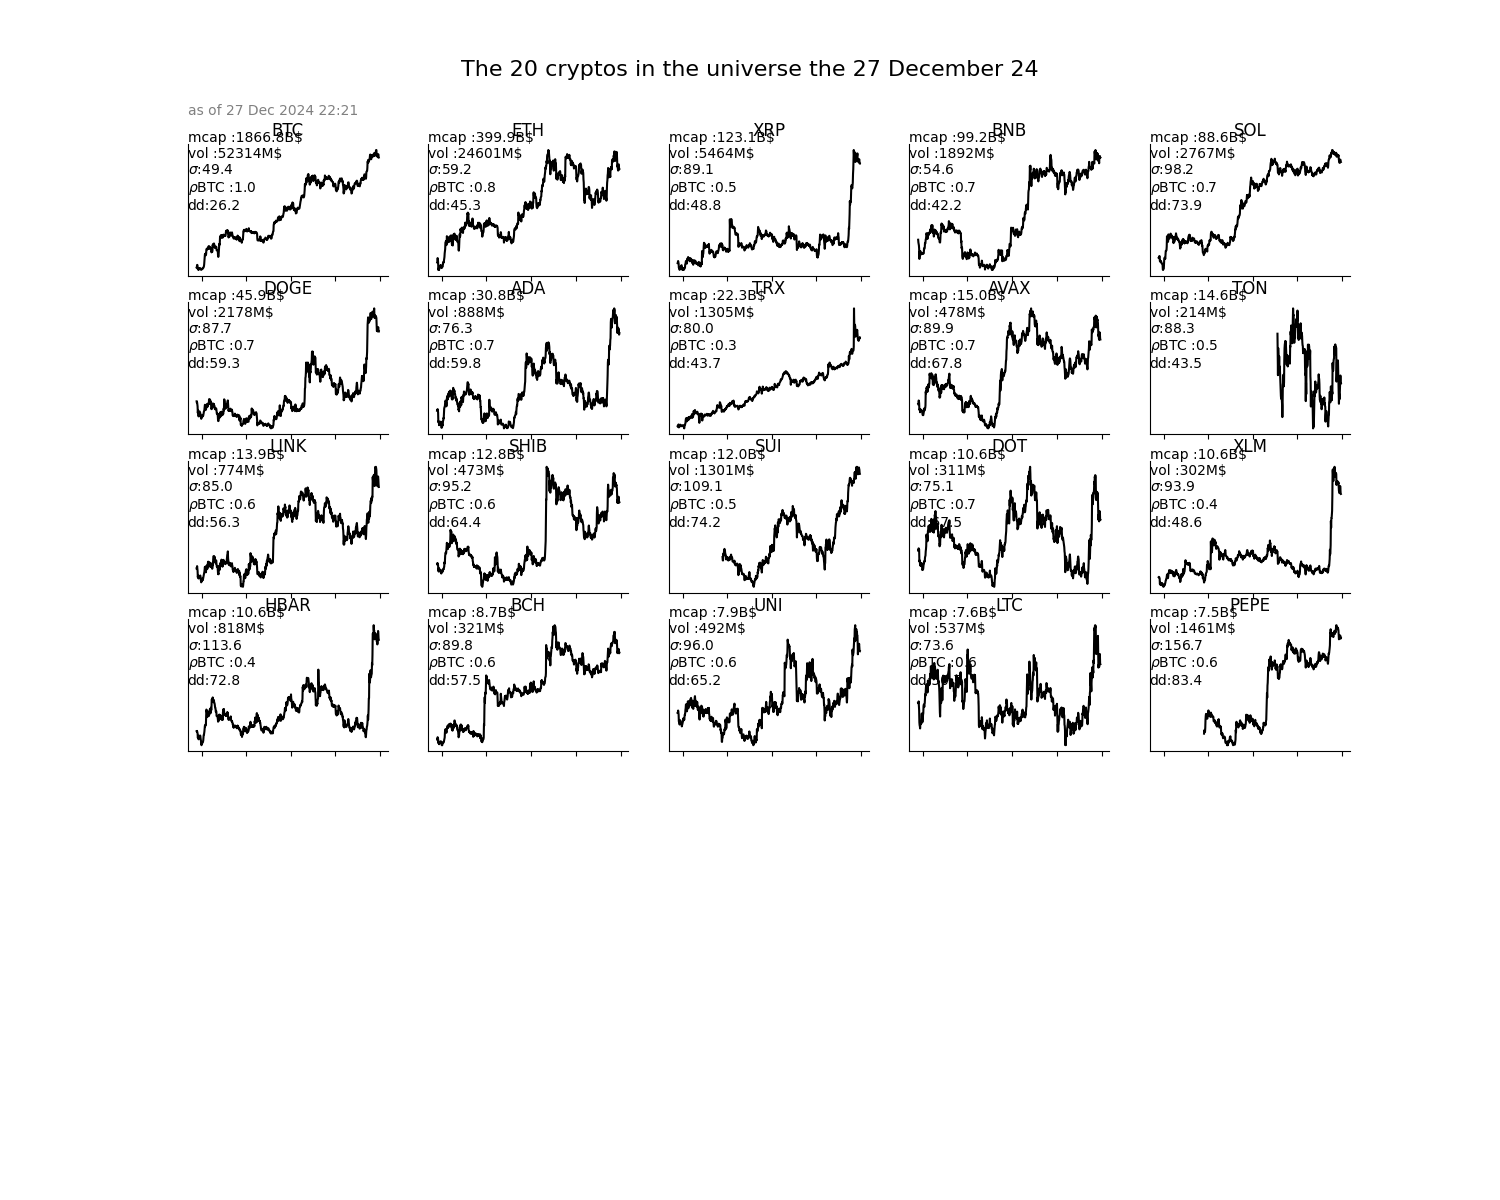 The 20 cryptos in the universe the 27 December 24
as of 27 Dec 2024 22:21
BTC
mcap :1866.8B$
vol :52314M$
σ:49.4
ρBTC :1.0
dd:26.2
ETH
mcap :399.9B$
vol :24601M$
σ:59.2
ρBTC :0.8
dd:45.3
XRP
mcap :123.1B$
vol :5464M$
σ:89.1
ρBTC :0.5
dd:48.8
BNB
mcap :99.2B$
vol :1892M$
σ:54.6
ρBTC :0.7
dd:42.2
SOL
mcap :88.6B$
vol :2767M$
σ:98.2
ρBTC :0.7
dd:73.9
DOGE
mcap :45.9B$
vol :2178M$
σ:87.7
ρBTC :0.7
dd:59.3
ADA
mcap :30.8B$
vol :888M$
σ:76.3
ρBTC :0.7
dd:59.8
TRX
mcap :22.3B$
vol :1305M$
σ:80.0
ρBTC :0.3
dd:43.7
AVAX
mcap :15.0B$
vol :478M$
σ:89.9
ρBTC :0.7
dd:67.8
TON
mcap :14.6B$
vol :214M$
σ:88.3
ρBTC :0.5
dd:43.5
LINK
mcap :13.9B$
vol :774M$
σ:85.0
ρBTC :0.6
dd:56.3
SHIB
mcap :12.8B$
vol :473M$
σ:95.2
ρBTC :0.6
dd:64.4
SUI
mcap :12.0B$
vol :1301M$
σ:109.1
ρBTC :0.5
dd:74.2
DOT
mcap :10.6B$
vol :311M$
σ:75.1
ρBTC :0.7
XLM
mcap :10.6B$
vol :302M$
σ:93.9
ρBTC :0.4
dd:48.6
HBAR
mcap :10.6B$
vol :818M$
σ:113.6
ρBTC :0.4
dd:72.8
BCH
mcap :8.7B$
vol :321M$
σ:89.8
ρBTC :0.6
dd:57.5
UNI
mcap :7.9B$
vol :492M$
σ:96.0
ρBTC :0.6
dd:65.2
LTC
mcap :7.6B$
vol :537M$
σ:73.6
ρBTC :0.6
PEPE
mcap :7.5B$
vol :1461M$
σ:156.7
ρBTC :0.6
dd:83.4